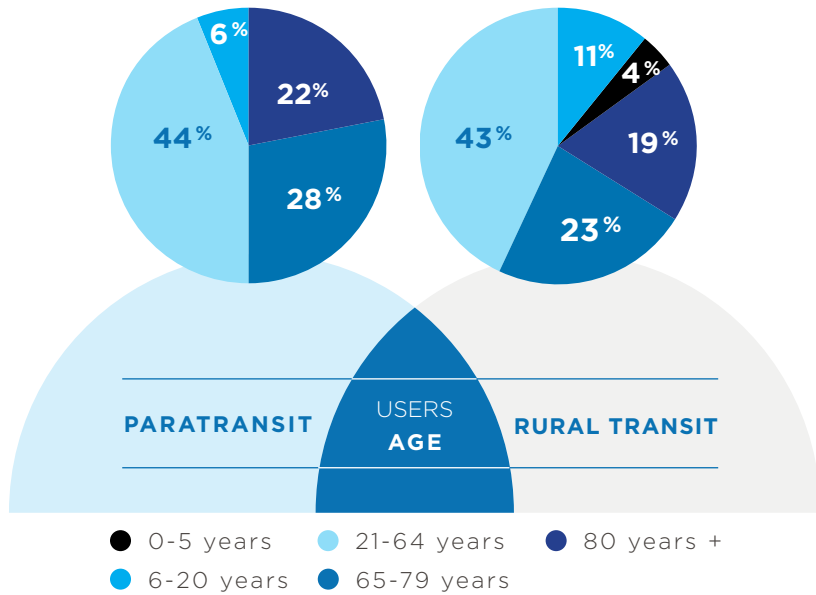 6%
22%
44%
28%
11%
4%
19%
43%
23%
PARATRANSIT
USERS
AGE
RURAL TRANSIT
0-5 years
21-64 years
80 years +
6-20 years
65-79 years